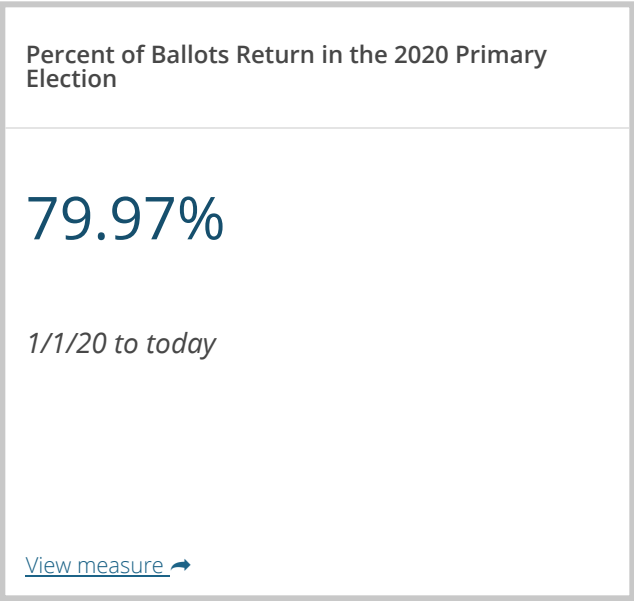 Percent of Ballots Return in the 2020 Primary
Election
79.97%
1/1/20 to today
View measure